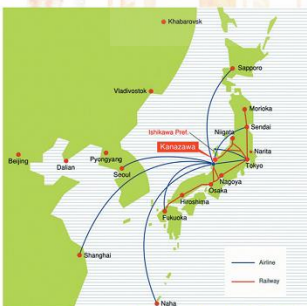 Khabarovsk
Sapporo
Vladivostok
Morioka
Ishikawa Pref.
Niigata
Sendai
Kanazawa
Narita
Tokyo
Beijing
Dalian
Pyongyang
Seoul
Nagoya
Osaka
Hiroshima
Fukuoka
Shanghai
Airline
Railway
Naha